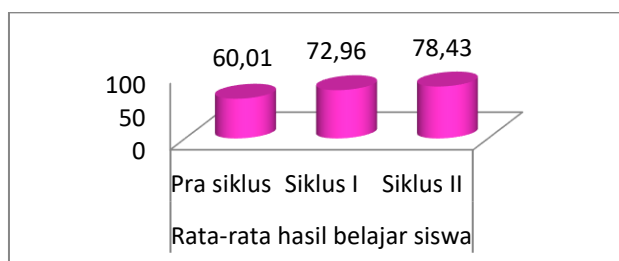 60,01 72,96 78,43
100
50
0
Pra siklus Siklus I Siklus II
Rata-rata hasil belajar siswa